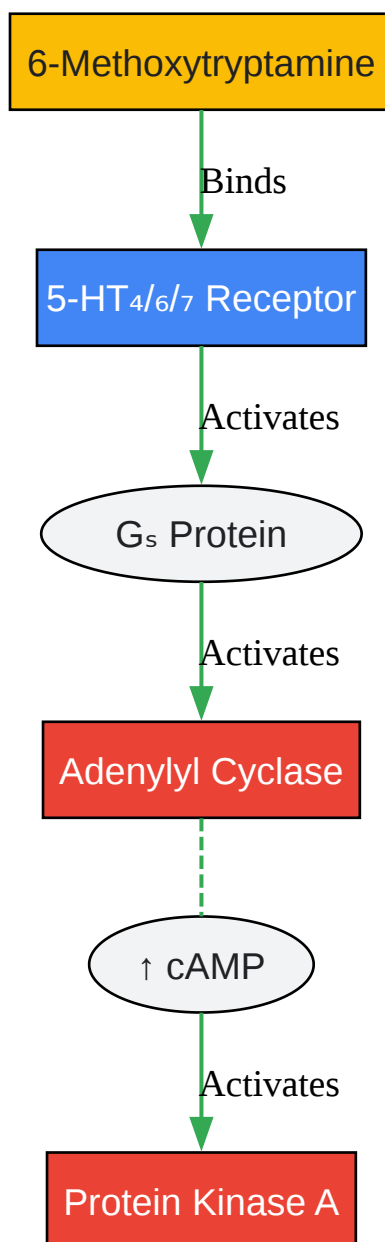 6-Methoxytryptamine
Binds
5-HT₄/₆/₇ Receptor
Activates
Gₛ Protein
Activates
Adenylyl Cyclase
↑ cAMP
Activates
Protein Kinase A